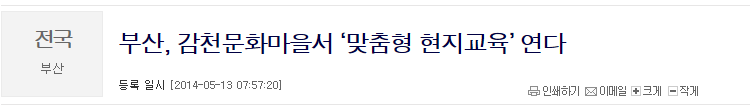 전국
부산
부산, 감천문화마을서 ‘맞춤형 현지교육’ 연다
등록 일시 [2014-05-13 07:57:20]
인쇄하기 이메일 크게 작게